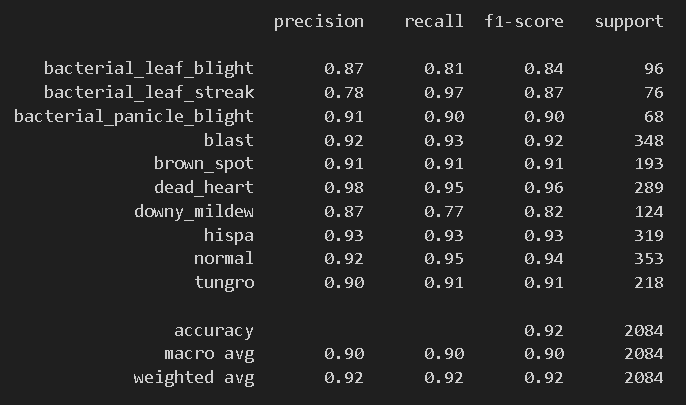 precision recall f1-score support
bacterial_leaf_blight 0.87 0.81 0.84 96
bacterial_leaf_streak 0.78 0.97 0.87 76
bacterial_panicle_blight 0.91 0.90 0.90 68
blast 0.92 0.93 0.92 348
brown_spot 0.91 0.91 0.91 193
dead_heart 0.98 0.95 0.96 289
downy_mildew 0.87 0.77 0.82 124
hispa 0.93 0.93 0.93 319
normal 0.92 0.95 0.94 353
tungro 0.90 0.91 0.91 218
accuracy 0.92 2084
macro avg 0.90 0.90 0.90 2084
weighted avg 0.92 0.92 0.92 2084